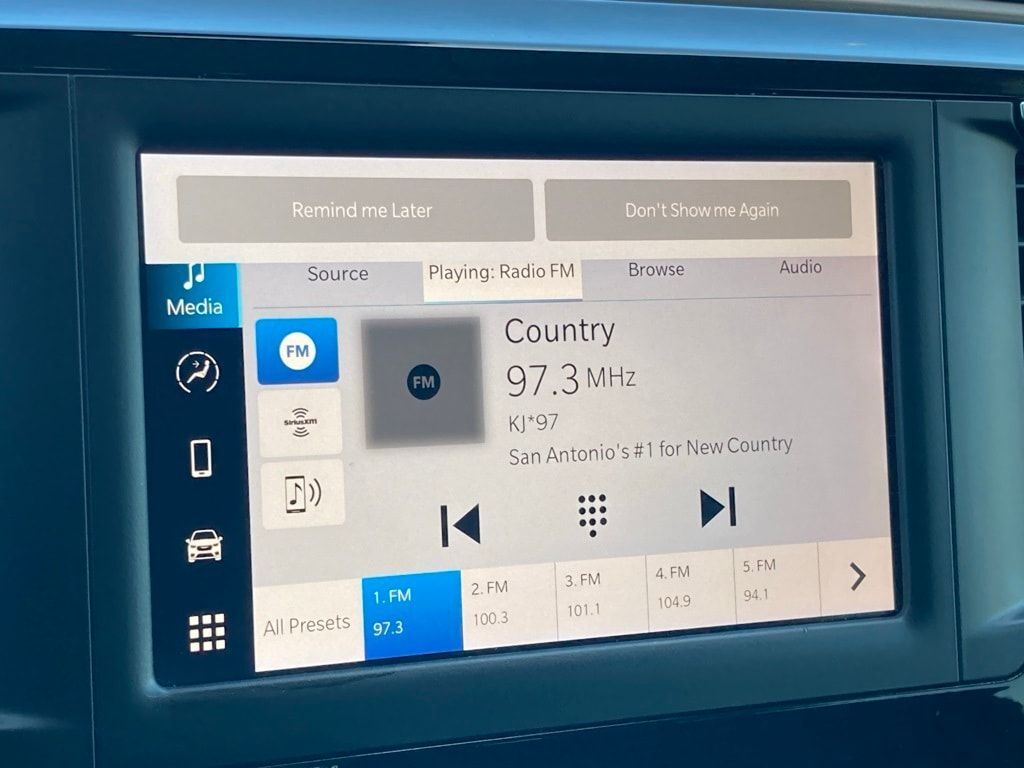 Remind me Later
Don't Show me Again
Source
Playing: Radio FM
Browse
Audio
Media
FM
FM
Country
97.3 MHz
KJ*97
San Antonio's #1 for New Country
SiriusXM
All Presets
1. FM
97.3
2. FM
100.3
3. FM
101.1
4. FM
104.9
5. FM
94.1